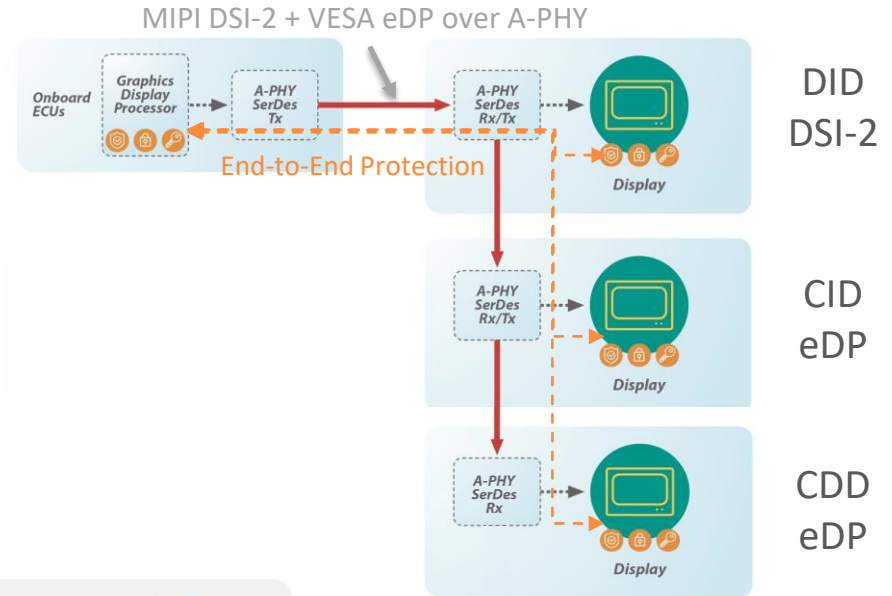 MIPI DSI-2 + VESA eDP over A-PHY
Onboard
ECUs
Graphics
Display
Processor
A-PHY
SerDes
Tx
A-PHY
SerDes
Rx/Tx
Display
DID
DSI-2
End-to-End Protection
A-PHY
SerDes
Rx/Tx
Display
CID
eDP
A-PHY
SerDes
Rx
Display
CDD
eDP